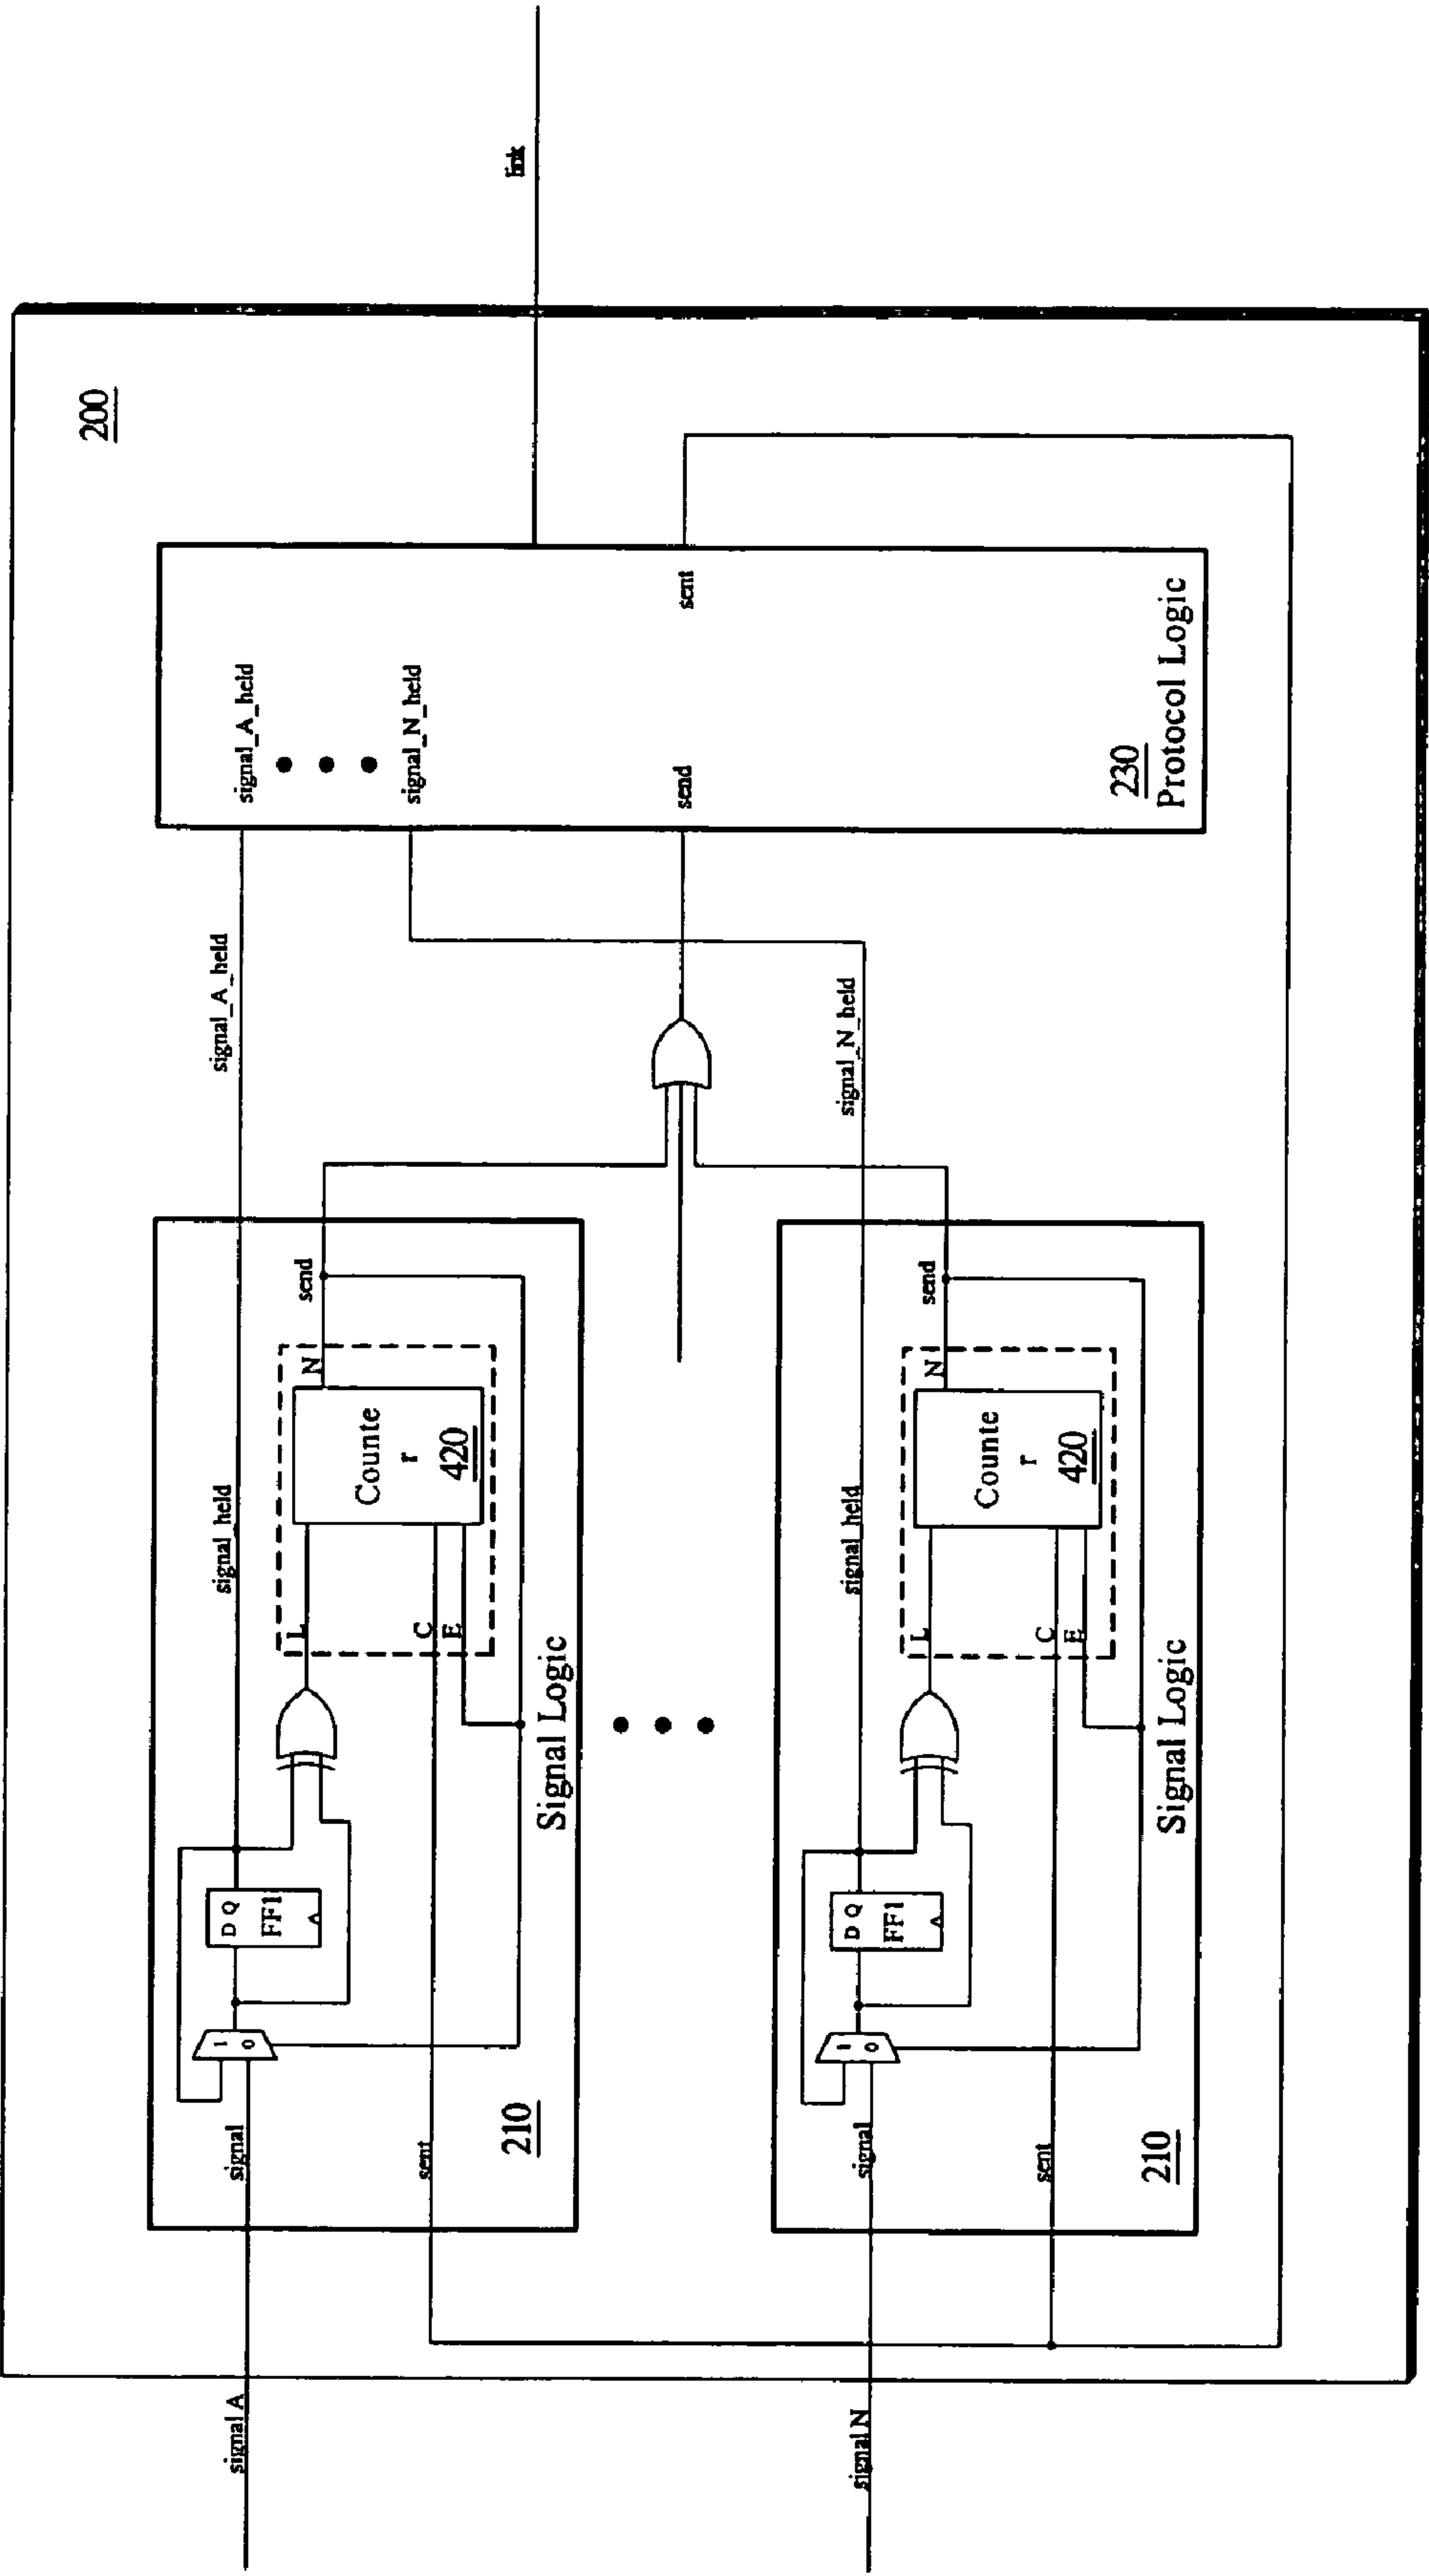 200
link
signal_A_held
signal_N_held
send
sent
230
Protocol Logic
signal_A_held
signal_N_held
signal A
signal
sent
210
1
0
D Q
FF1
signal_held
L
C
E
Counte
r
420
N
send
Signal Logic
signal N
signal
sent
210
1
0
D Q
FF1
signal_held
L
C
E
Counte
r
420
N
send
Signal Logic